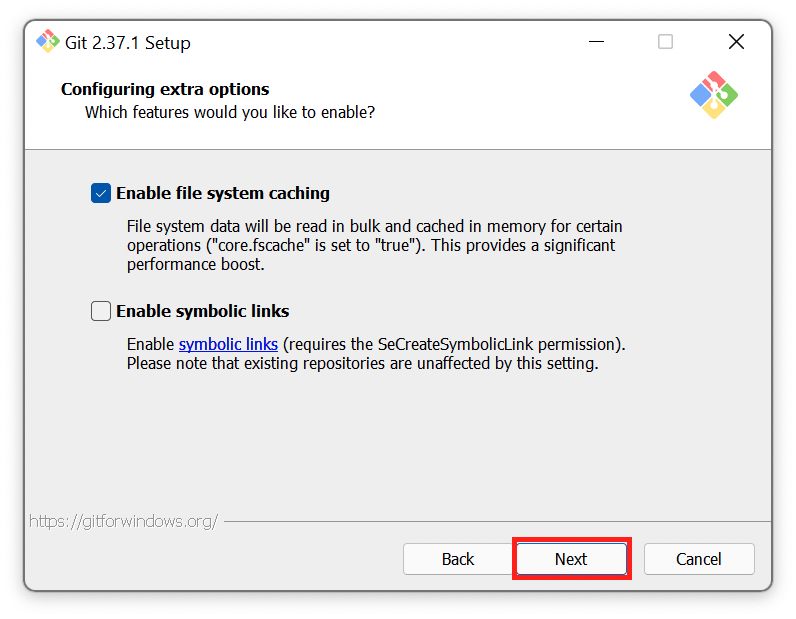 Git 2.37.1 Setup
Configuring extra options
Which features would you like to enable?
Enable file system caching
File system data will be read in bulk and cached in memory for certain
operations ("core.fscache" is set to "true"). This provides a significant
performance boost.
Enable symbolic links
Enable symbolic links (requires the SeCreateSymbolicLink permission).
Please note that existing repositories are unaffected by this setting.
https://gitforwindows.org/
Back
Next
Cancel